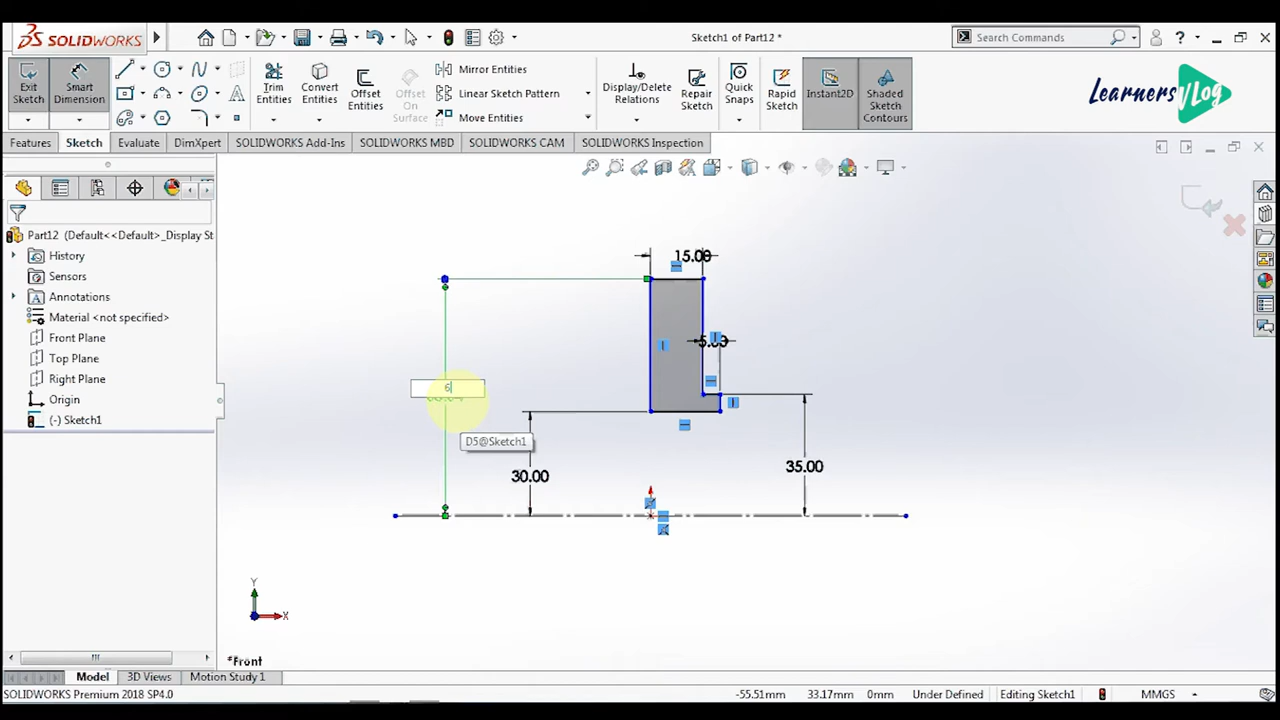 SOLIDWORKS
Sketch1 of Part12 *
Search Commands
?
Exit Sketch
Smart Dimension
Trim Entities
Convert Entities
Offset Entities
Offset On Surface
Mirror Entities
Linear Sketch Pattern
Move Entities
Display/Delete Relations
Repair Sketch
Quick Snaps
Rapid Sketch
Instant2D
Shaded Sketch Contours
Learners Vlog
Features
Sketch
Evaluate
DimXpert
SOLIDWORKS Add-Ins
SOLIDWORKS MBD
SOLIDWORKS CAM
SOLIDWORKS Inspection
Part12 (Default<<Default>_Display St
History
Sensors
Annotations
Material <not specified>
Front Plane
Top Plane
Right Plane
Origin
(-) Sketch1
15.00
5.00
6
D5@Sketch1
30.00
35.00
Y
X
*Front
Model
3D Views
Motion Study 1
SOLIDWORKS Premium 2018 SP4.0
-55.51mm
33.17mm
0mm
Under Defined
Editing Sketch1
MMGS